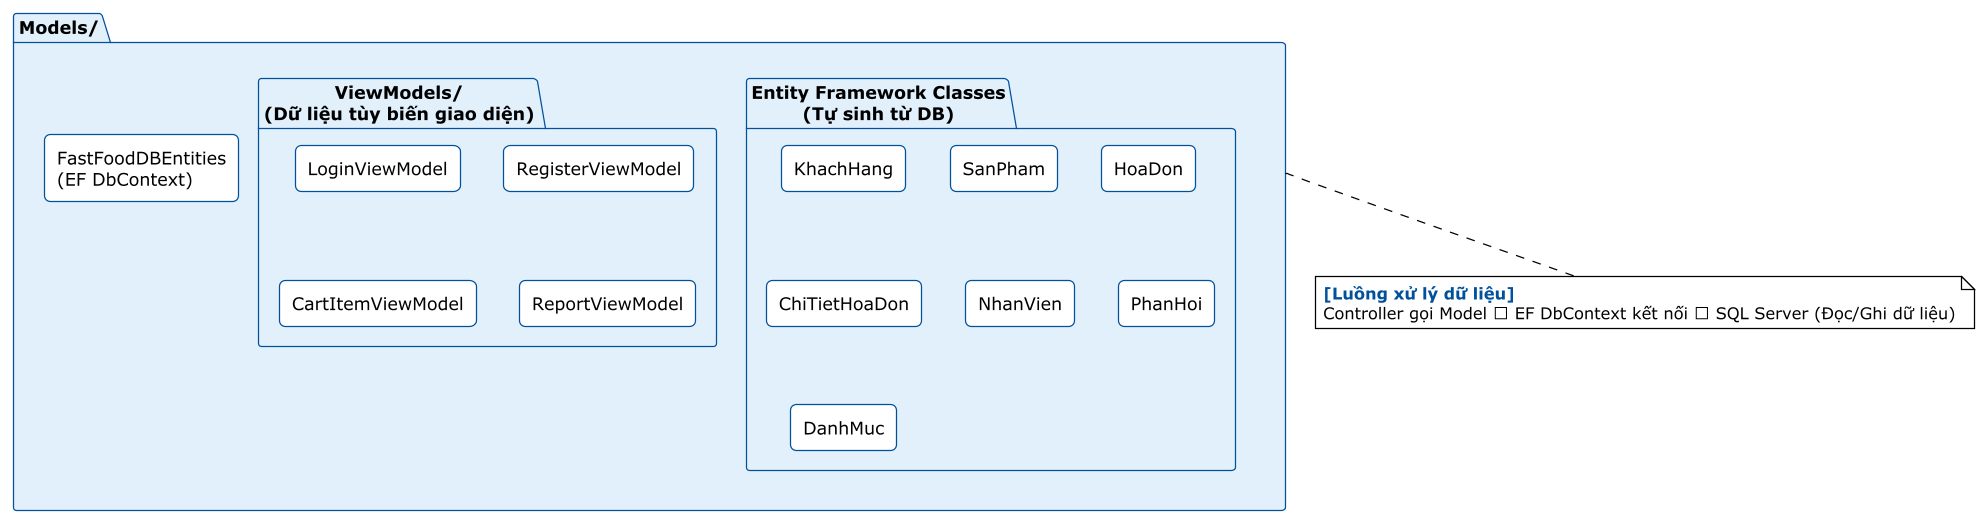 Models/
ViewModels/
(Dữ liệu tùy biến giao diện)
Entity Framework Classes
(Tự sinh từ DB)
FastFoodDBEntities
(EF DbContext)
LoginViewModel
RegisterViewModel
KhachHang
SanPham
HoaDon
CartItemViewModel
ReportViewModel
ChiTietHoaDon
NhanVien
PhanHoi
DanhMuc
[Luồng xử lý dữ liệu]
Controller gọi Model □ EF DbContext kết nối □ SQL Server (Đọc/Ghi dữ liệu)